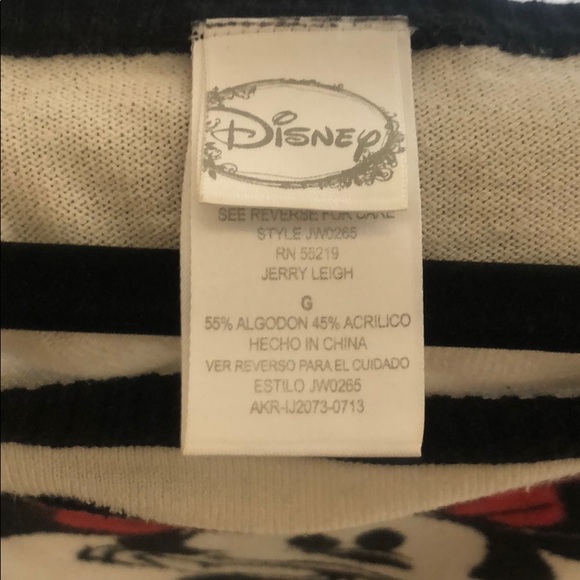 DISNEY
SEE REVERSE FOR CARE
STYLE JW0265
RN 56219
JERRY LEIGH
G
55% ALGODON 45% ACRILICO
HECHO IN CHINA
VER REVERSO PARA EL CUIDADO
ESTILO JW0265
AKR-IJ2073-0713